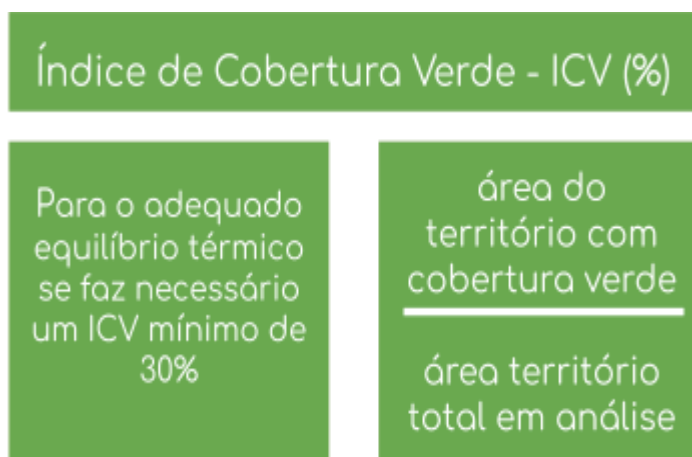 Índice de Cobertura Verde - ICV (%)
Para o adequado
equilíbrio térmico
se faz necessário
um ICV mínimo de
30%
área do
território com
cobertura verde
área território
total em análise